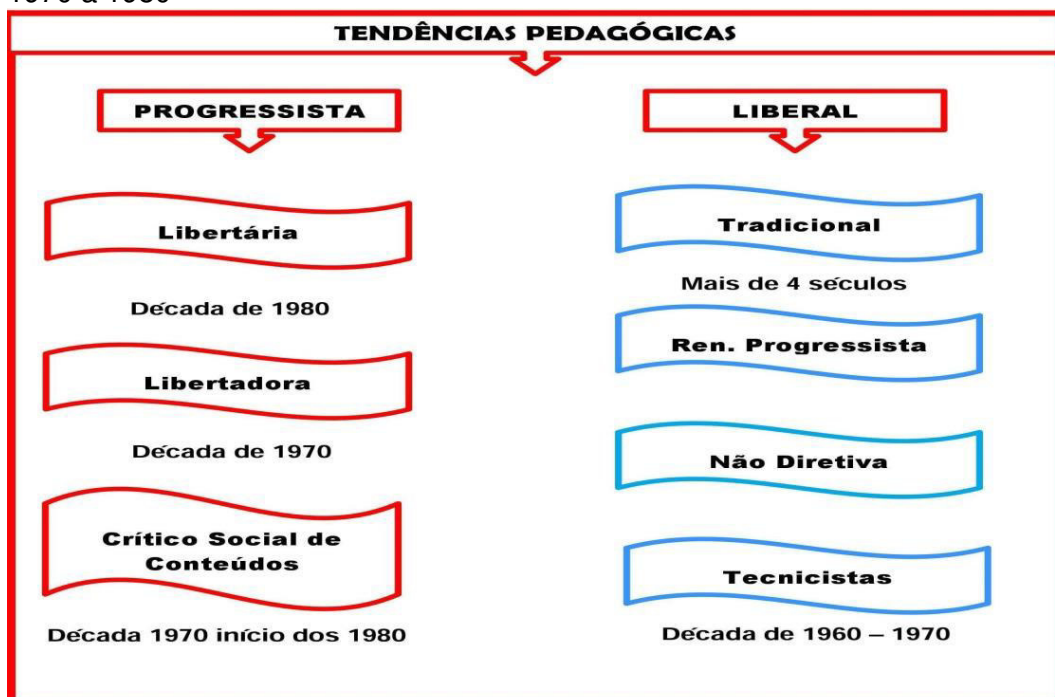 TENDÊNCIAS PEDAGÓGICAS
PROGRESSISTA
Libertária
Década de 1980
Libertadora
Década de 1970
Crítico Social de
Conteúdos
Década 1970 início dos 1980
LIBERAL
Tradicional
Mais de 4 séculos
Ren. Progressista
Não Diretiva
Tecnicistas
Década de 1960 – 1970